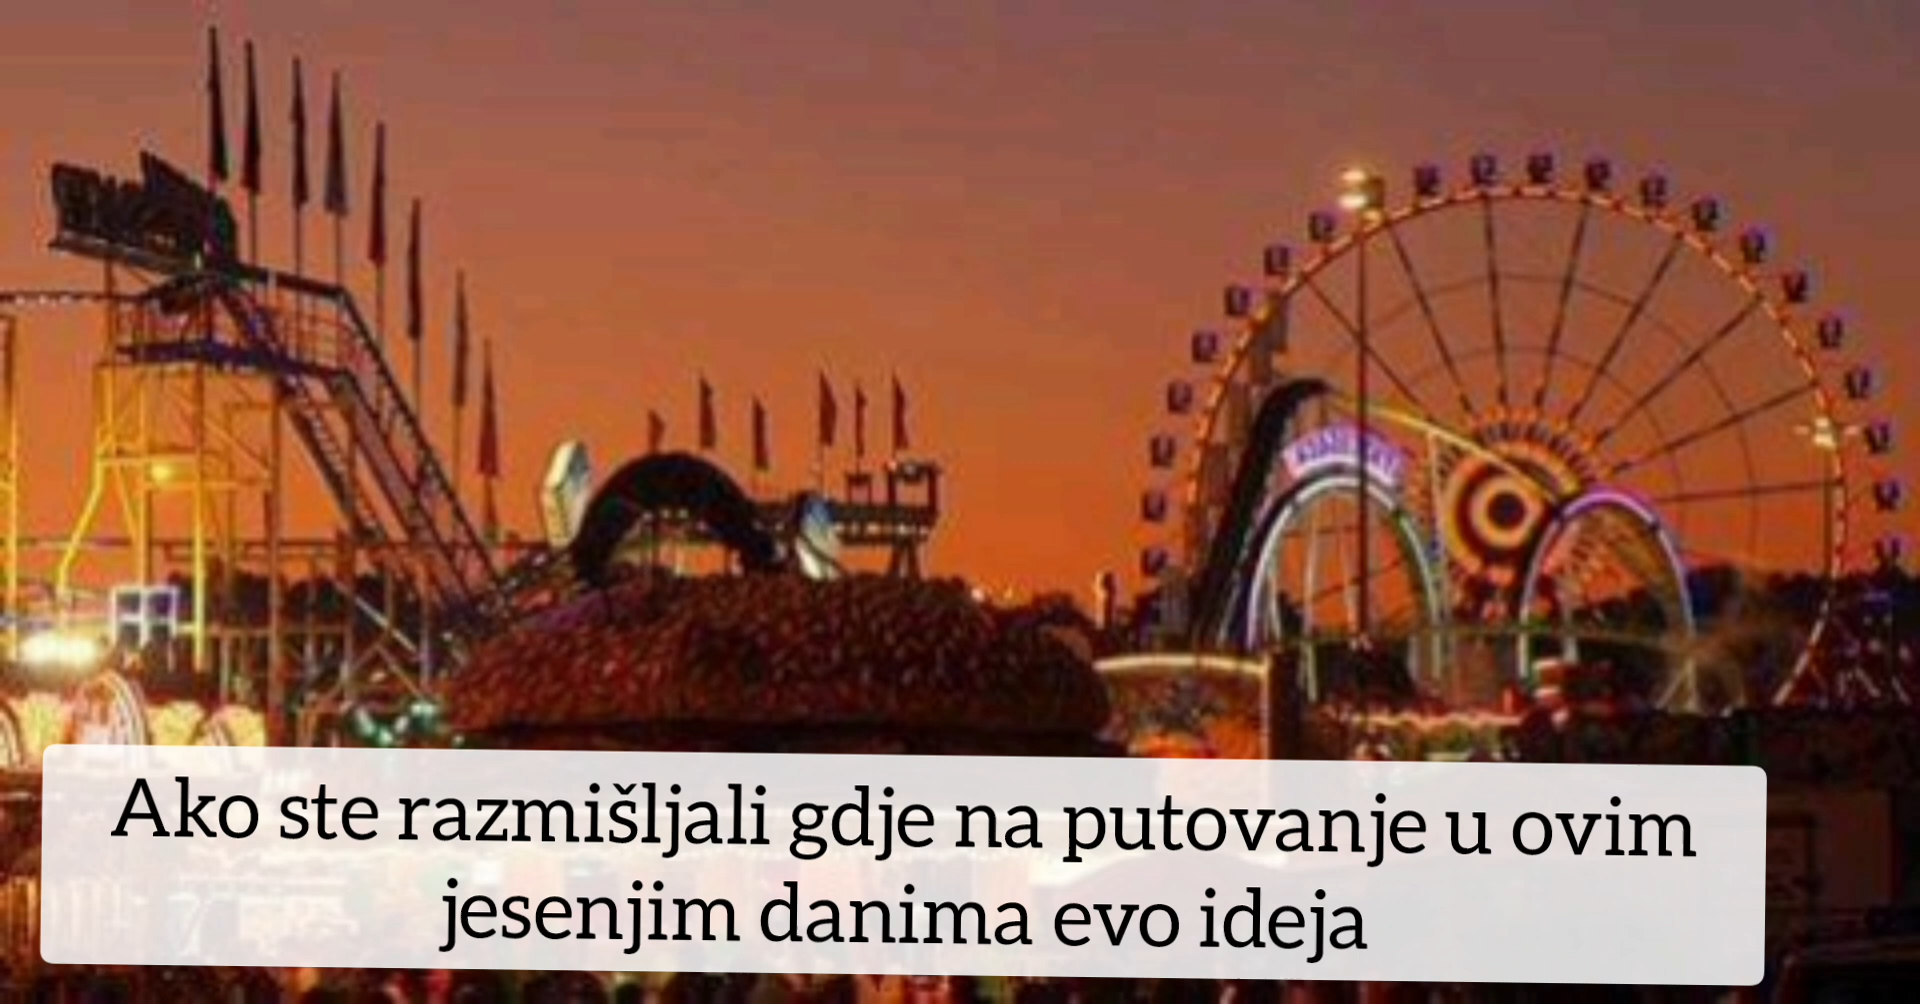 Ako ste razmišljali gdje na putovanje u ovim
jesenjim danima evo ideja